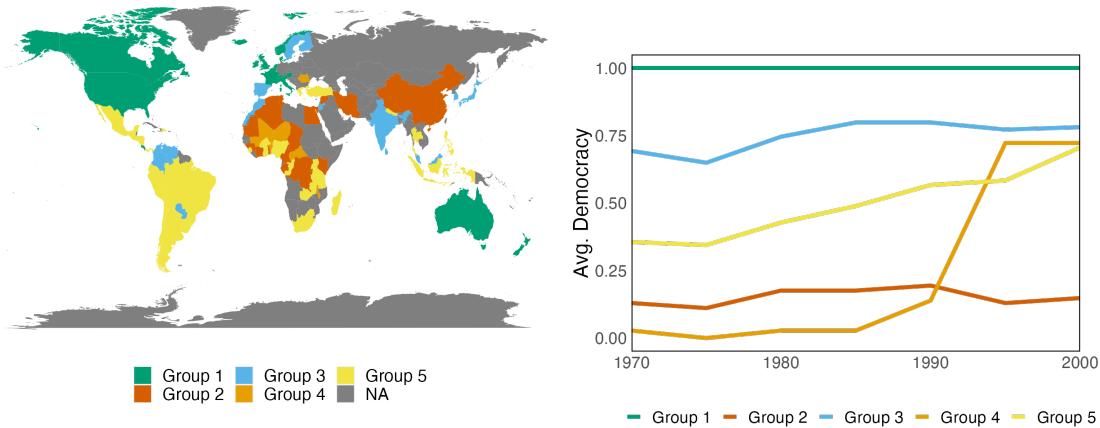 Group 1 Group 3 Group 5
Group 2 Group 4 NA
Avg. Democracy
1.00
0.75
0.50
0.25
0.00
1970 1980 1990 2000
Group 1 Group 2 Group 3 Group 4 Group 5